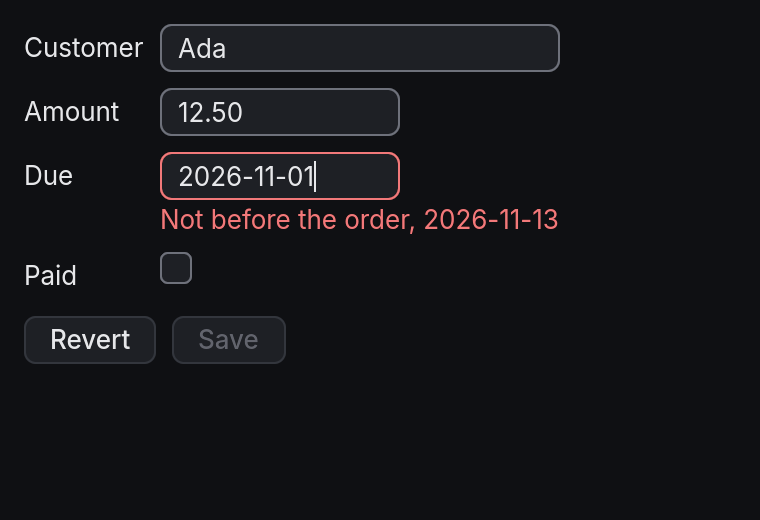 Customer Ada
Amount 12.50
Due 2026-11-01
Not before the order, 2026-11-13
Paid
Revert Save